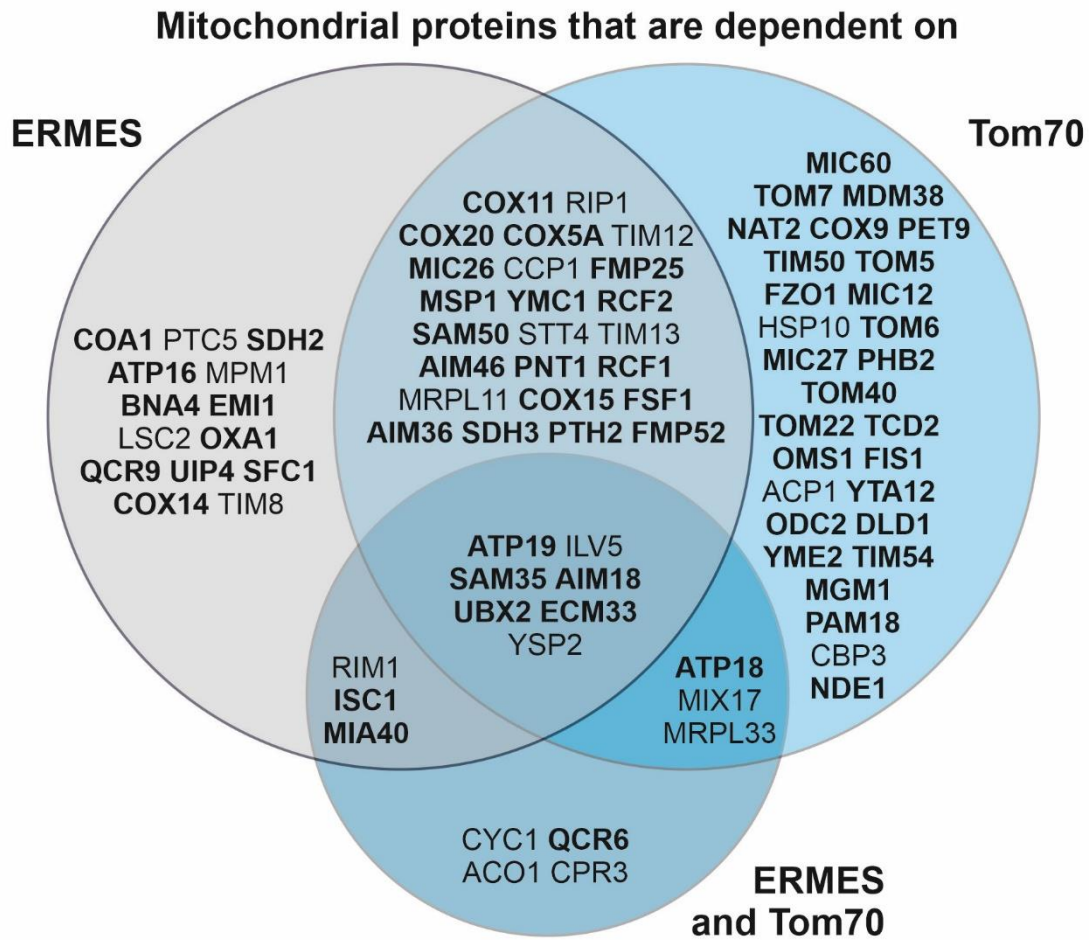 Mitochondrial proteins that are dependent on
ERMES
Tom70
COX11 RIP1
COX20 COX5A TIM12
MIC26 CCP1 FMP25
MSP1 YMC1 RCF2
SAM50 STT4 TIM13
AIM46 PNT1 RCF1
MRPL11 COX15 FSF1
AIM36 SDH3 PTH2 FMP52
MIC60
TOM7 MDM38
NAT2 COX9 PET9
TIM50 TOM5
FZO1 MIC12
HSP10 TOM6
MIC27 PHB2
TOM40
TOM22 TCD2
OMS1 FIS1
ACP1 YTA12
ODC2 DLD1
YME2 TIM54
MGM1
PAM18
CBP3
NDE1
COA1 PTC5 SDH2
ATP16 MPM1
BNA4 EMI1
LSC2 OXA1
QCR9 UIP4 SFC1
COX14 TIM8
ATP19 ILV5
SAM35 AIM18
UBX2 ECM33
YSP2
RIM1
ISC1
MIA40
ATP18
MIX17
MRPL33
CYC1 QCR6
ACO1 CPR3
ERMES
and Tom70